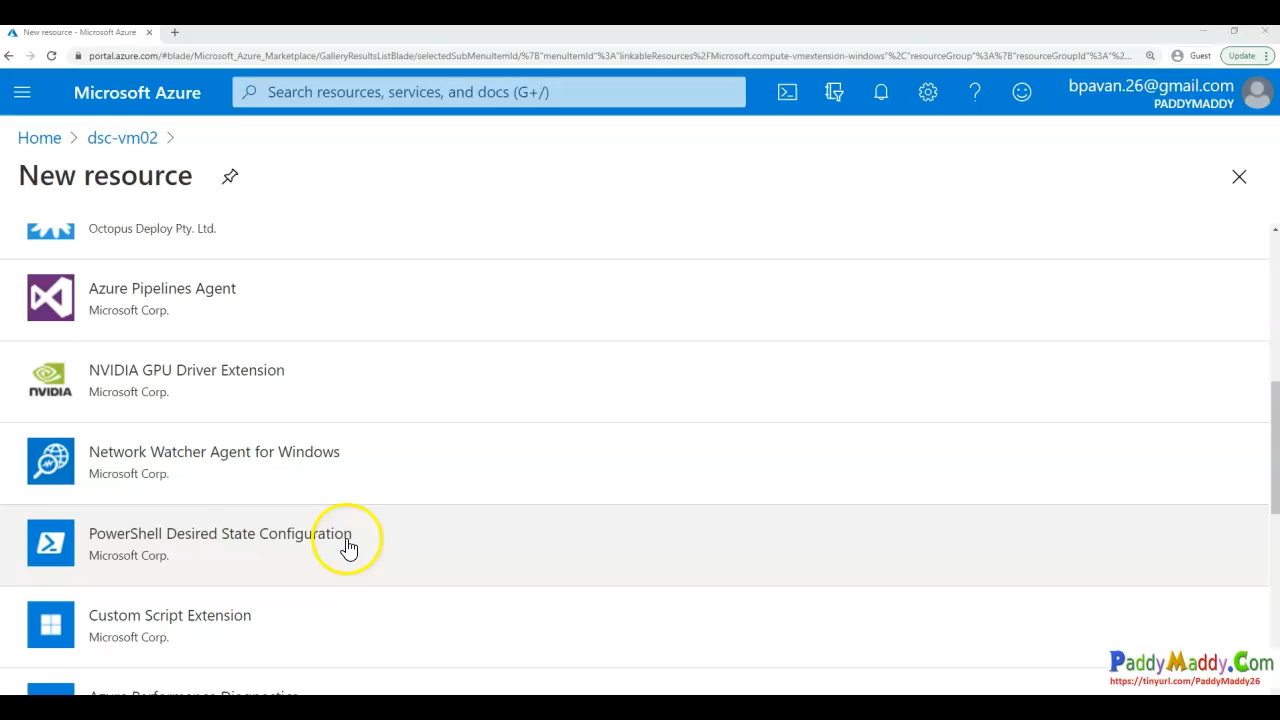 New resource - Microsoft Azure
portal.azure.com/#blade/Microsoft_Azure_Marketplace/GalleryResultsListBlade/selectedSubMenuItemId/%7B"menuItemId"%3A"linkableResources%2FMicrosoft.compute-vmextension-windows"%2C"resourceGroup"%3A%7B"resourceGroupId"%3A%2...
Guest
Update
Microsoft Azure
Search resources, services, and docs (G+/)
bpavan.26@gmail.com
PADDYMADDY
Home > dsc-vm02 >
New resource
Octopus Deploy Pty. Ltd.
Azure Pipelines Agent
Microsoft Corp.
NVIDIA GPU Driver Extension
Microsoft Corp.
NVIDIA
Network Watcher Agent for Windows
Microsoft Corp.
PowerShell Desired State Configuration
Microsoft Corp.
Custom Script Extension
Microsoft Corp.
Azure Performance Diagnostics
PaddyMaddy.Com
https://tinyurl.com/PaddyMaddy26